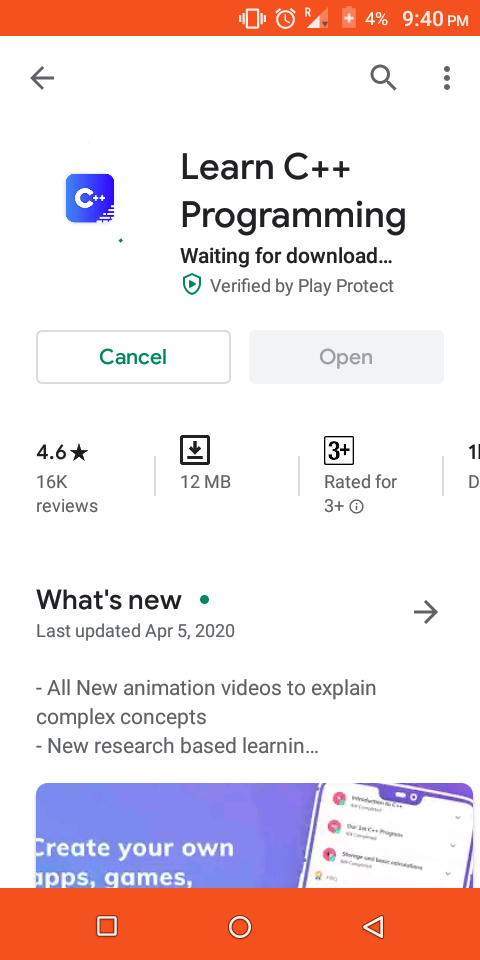 R 4% 9:40 PM
C++
Learn C++
Programming
Waiting for download…
Verified by Play Protect
Cancel
Open
4.6★
16K
reviews
12 MB
3+
Rated for
3+
What's new
Last updated Apr 5, 2020
- All New animation videos to explain
complex concepts
- New research based learnin…
Create your own
apps, games,
Introduction to C++
4/4 Completed
Our 1st C++ Program
Storage and basic calculations